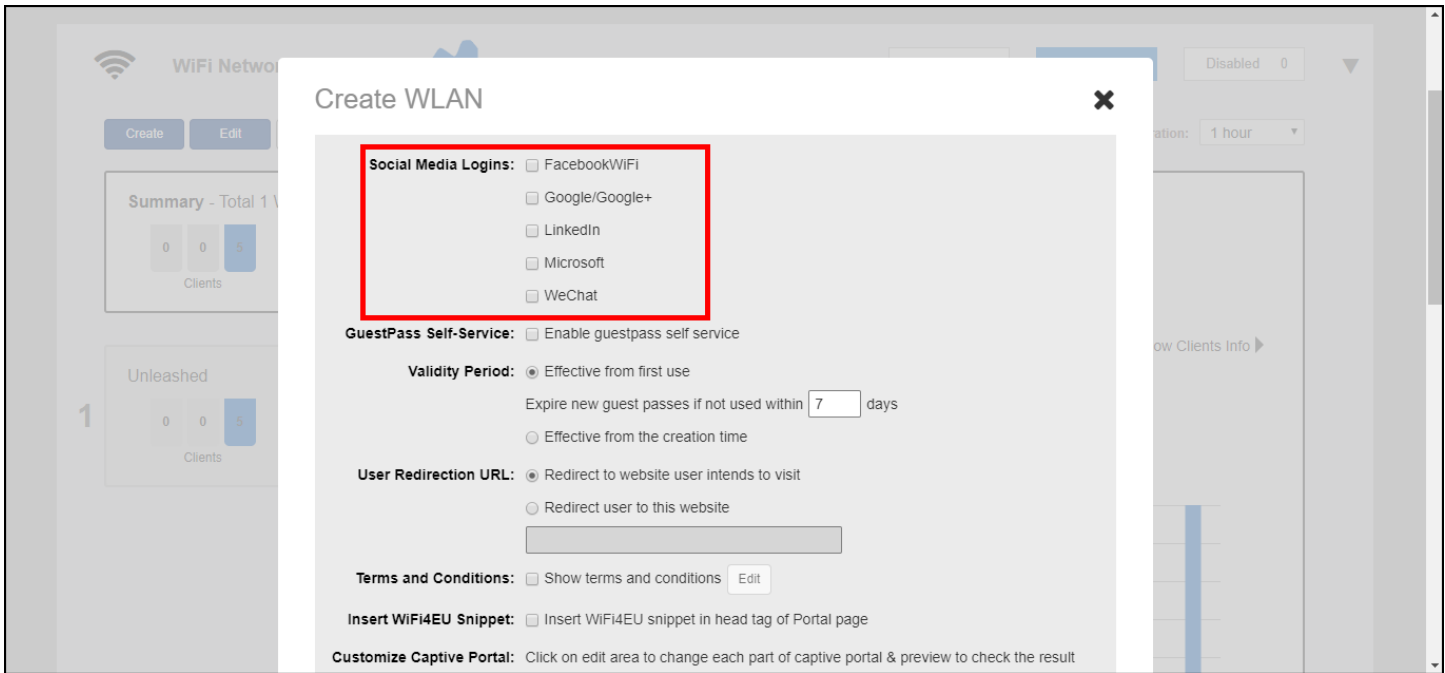 WiFi Networ
Disabled 0
Create WLAN
Create
Edit
ation: 1 hour
Summary - Total 1
0 0 5
Clients
Social Media Logins: FacebookWiFi
Google/Google+
LinkedIn
Microsoft
WeChat
GuestPass Self-Service: Enable guestpass self service
ow Clients Info
Unleashed
1
0 0 5
Clients
Validity Period: Effective from first use
Expire new guest passes if not used within 7 days
Effective from the creation time
User Redirection URL: Redirect to website user intends to visit
Redirect user to this website
Terms and Conditions: Show terms and conditions Edit
Insert WiFi4EU Snippet: Insert WiFi4EU snippet in head tag of Portal page
Customize Captive Portal: Click on edit area to change each part of captive portal & preview to check the result